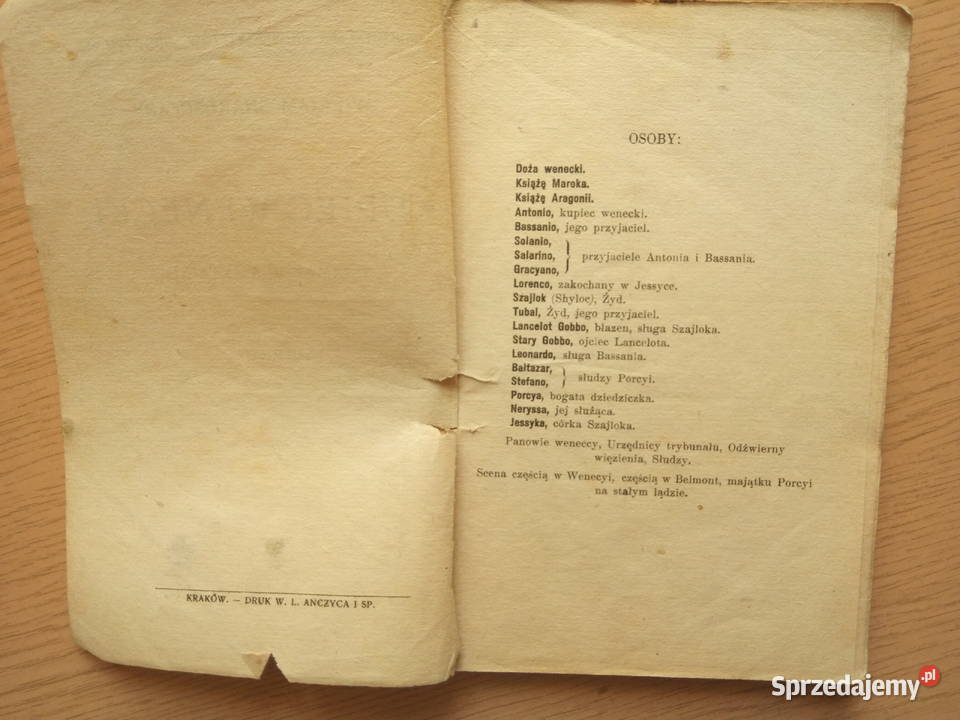 KRAKÓW. — DRUK W. L. ANCZYCA I SP.
OSOBY:
Doża wenecki.
Książę Maroka.
Książę Aragonii.
Antonio, kupiec wenecki.
Bassanio, jego przyjaciel.
Solanio,
Salarino, przyjaciele Antonia i Bassania.
Gracyano,
Lorenco, zakochany w Jessyce.
Szajlok (Shyloc), Żyd.
Tubal, Żyd, jego przyjaciel.
Lancelot Gobbo, błazen, sługa Szajloka.
Stary Gobbo, ojciec Lancelota.
Leonardo, sługa Bassania.
Baltazar,
Stefano, słudzy Porcyi.
Porcya, bogata dziedziczka.
Neryssa, jej służąca.
Jessyka, córka Szajloka.
Panowie weneccy, Urzędnicy trybunału, Odźwierny
więzienia, Słudzy.
Scena częścią w Wenecyi, częścią w Belmont, majątku Porcyi
na stałym lądzie.
Sprzedajemy.pl